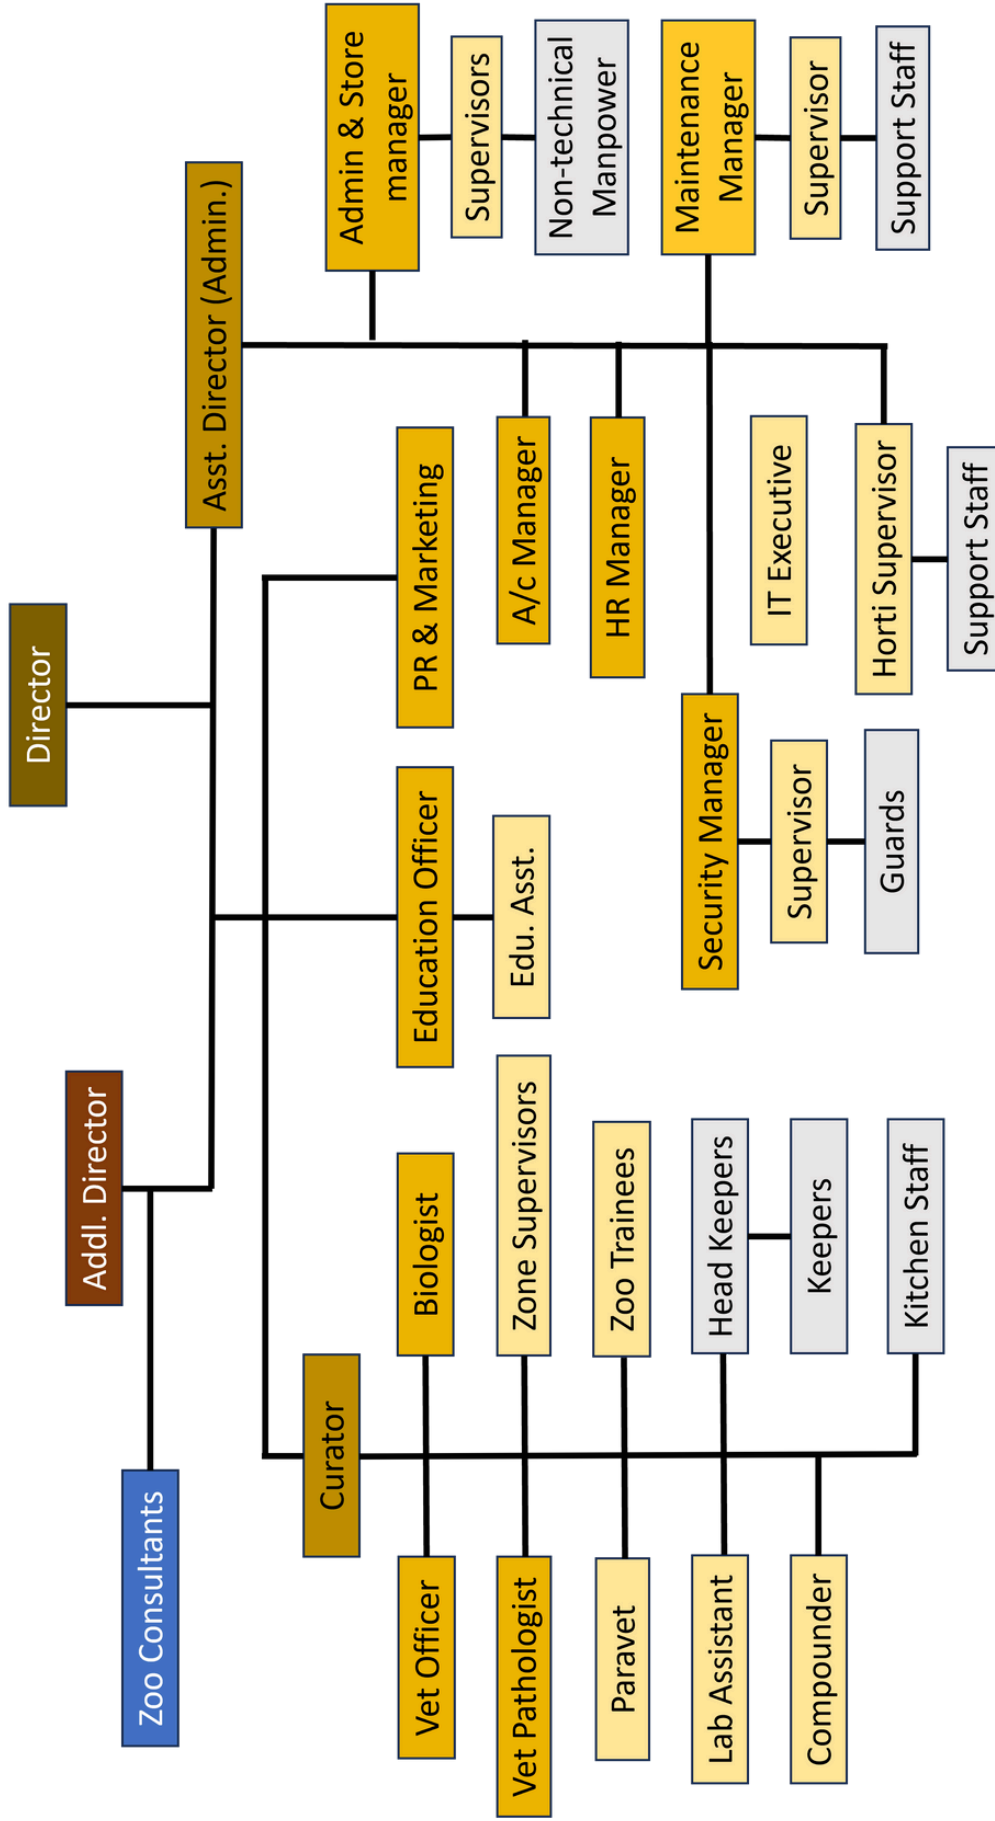 Director
Addl. Director
Zoo Consultants
Asst. Director (Admin.)
Curator
Vet Officer
Biologist
Education Officer
PR & Marketing
Admin & Store
manager
Vet Pathologist
Zone Supervisors
Edu. Asst.
A/c Manager
Supervisors
Paravet
Zoo Trainees
HR Manager
Non-technical
Manpower
Lab Assistant
Head Keepers
Security Manager
Maintenance
Manager
Compounder
Keepers
Supervisor
IT Executive
Supervisor
Kitchen Staff
Guards
Horti Supervisor
Support Staff
Support Staff